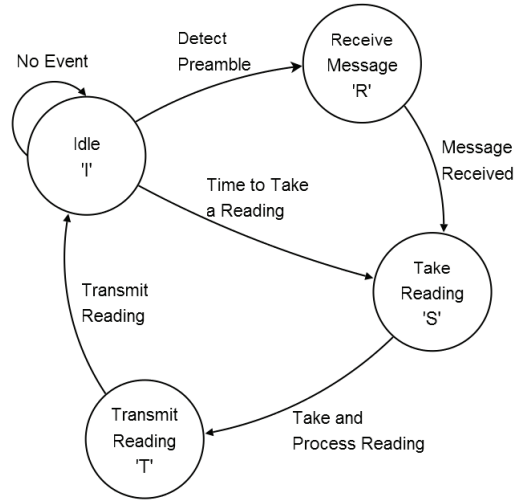 No Event
Detect
Preamble
Receive
Message
'R'
Idle
'I'
Message
Received
Time to Take
a Reading
Take
Reading
'S'
Transmit
Reading
Transmit
Reading
'T'
Take and
Process Reading